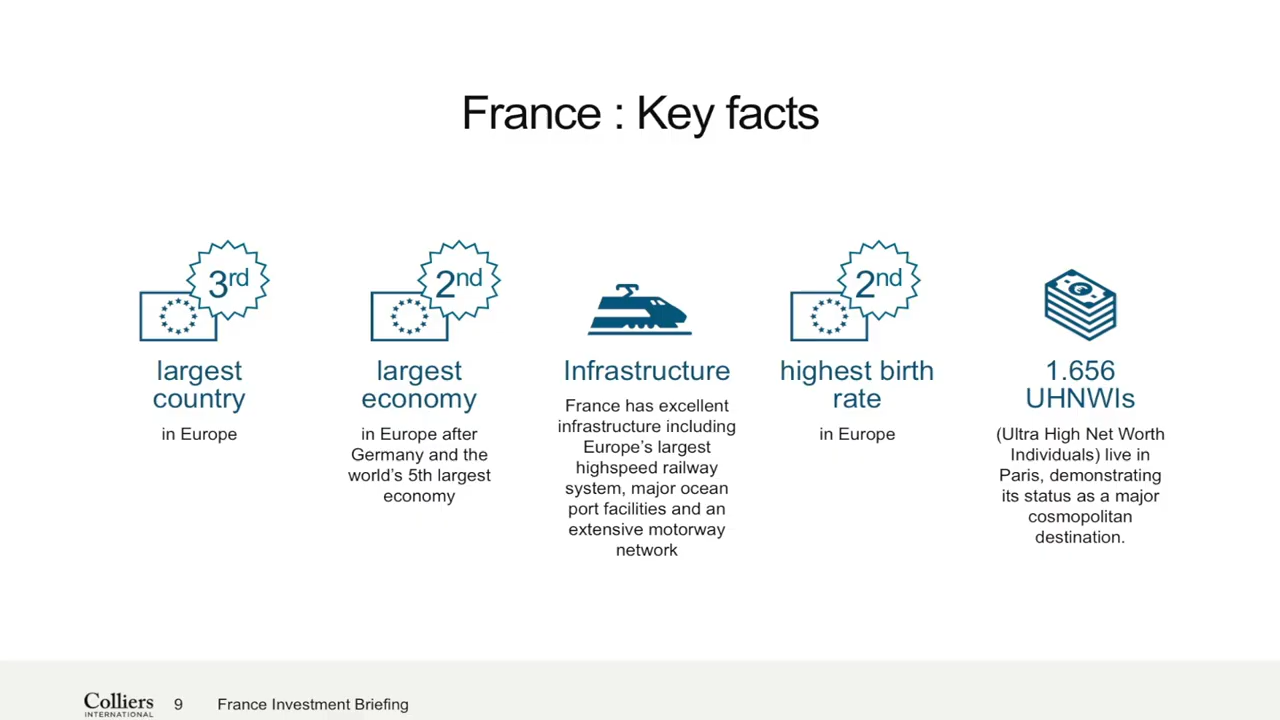 France : Key facts
3rd
largest
country
in Europe
2nd
largest
economy
in Europe after
Germany and the
world's 5th largest
economy
Infrastructure
France has excellent
infrastructure including
Europe's largest
highspeed railway
system, major ocean
port facilities and an
extensive motorway
network
2nd
highest birth
rate
in Europe
€
1.656
UHNWIs
(Ultra High Net Worth
Individuals) live in
Paris, demonstrating
its status as a major
cosmopolitan
destination.
Colliers
INTERNATIONAL
9
France Investment Briefing